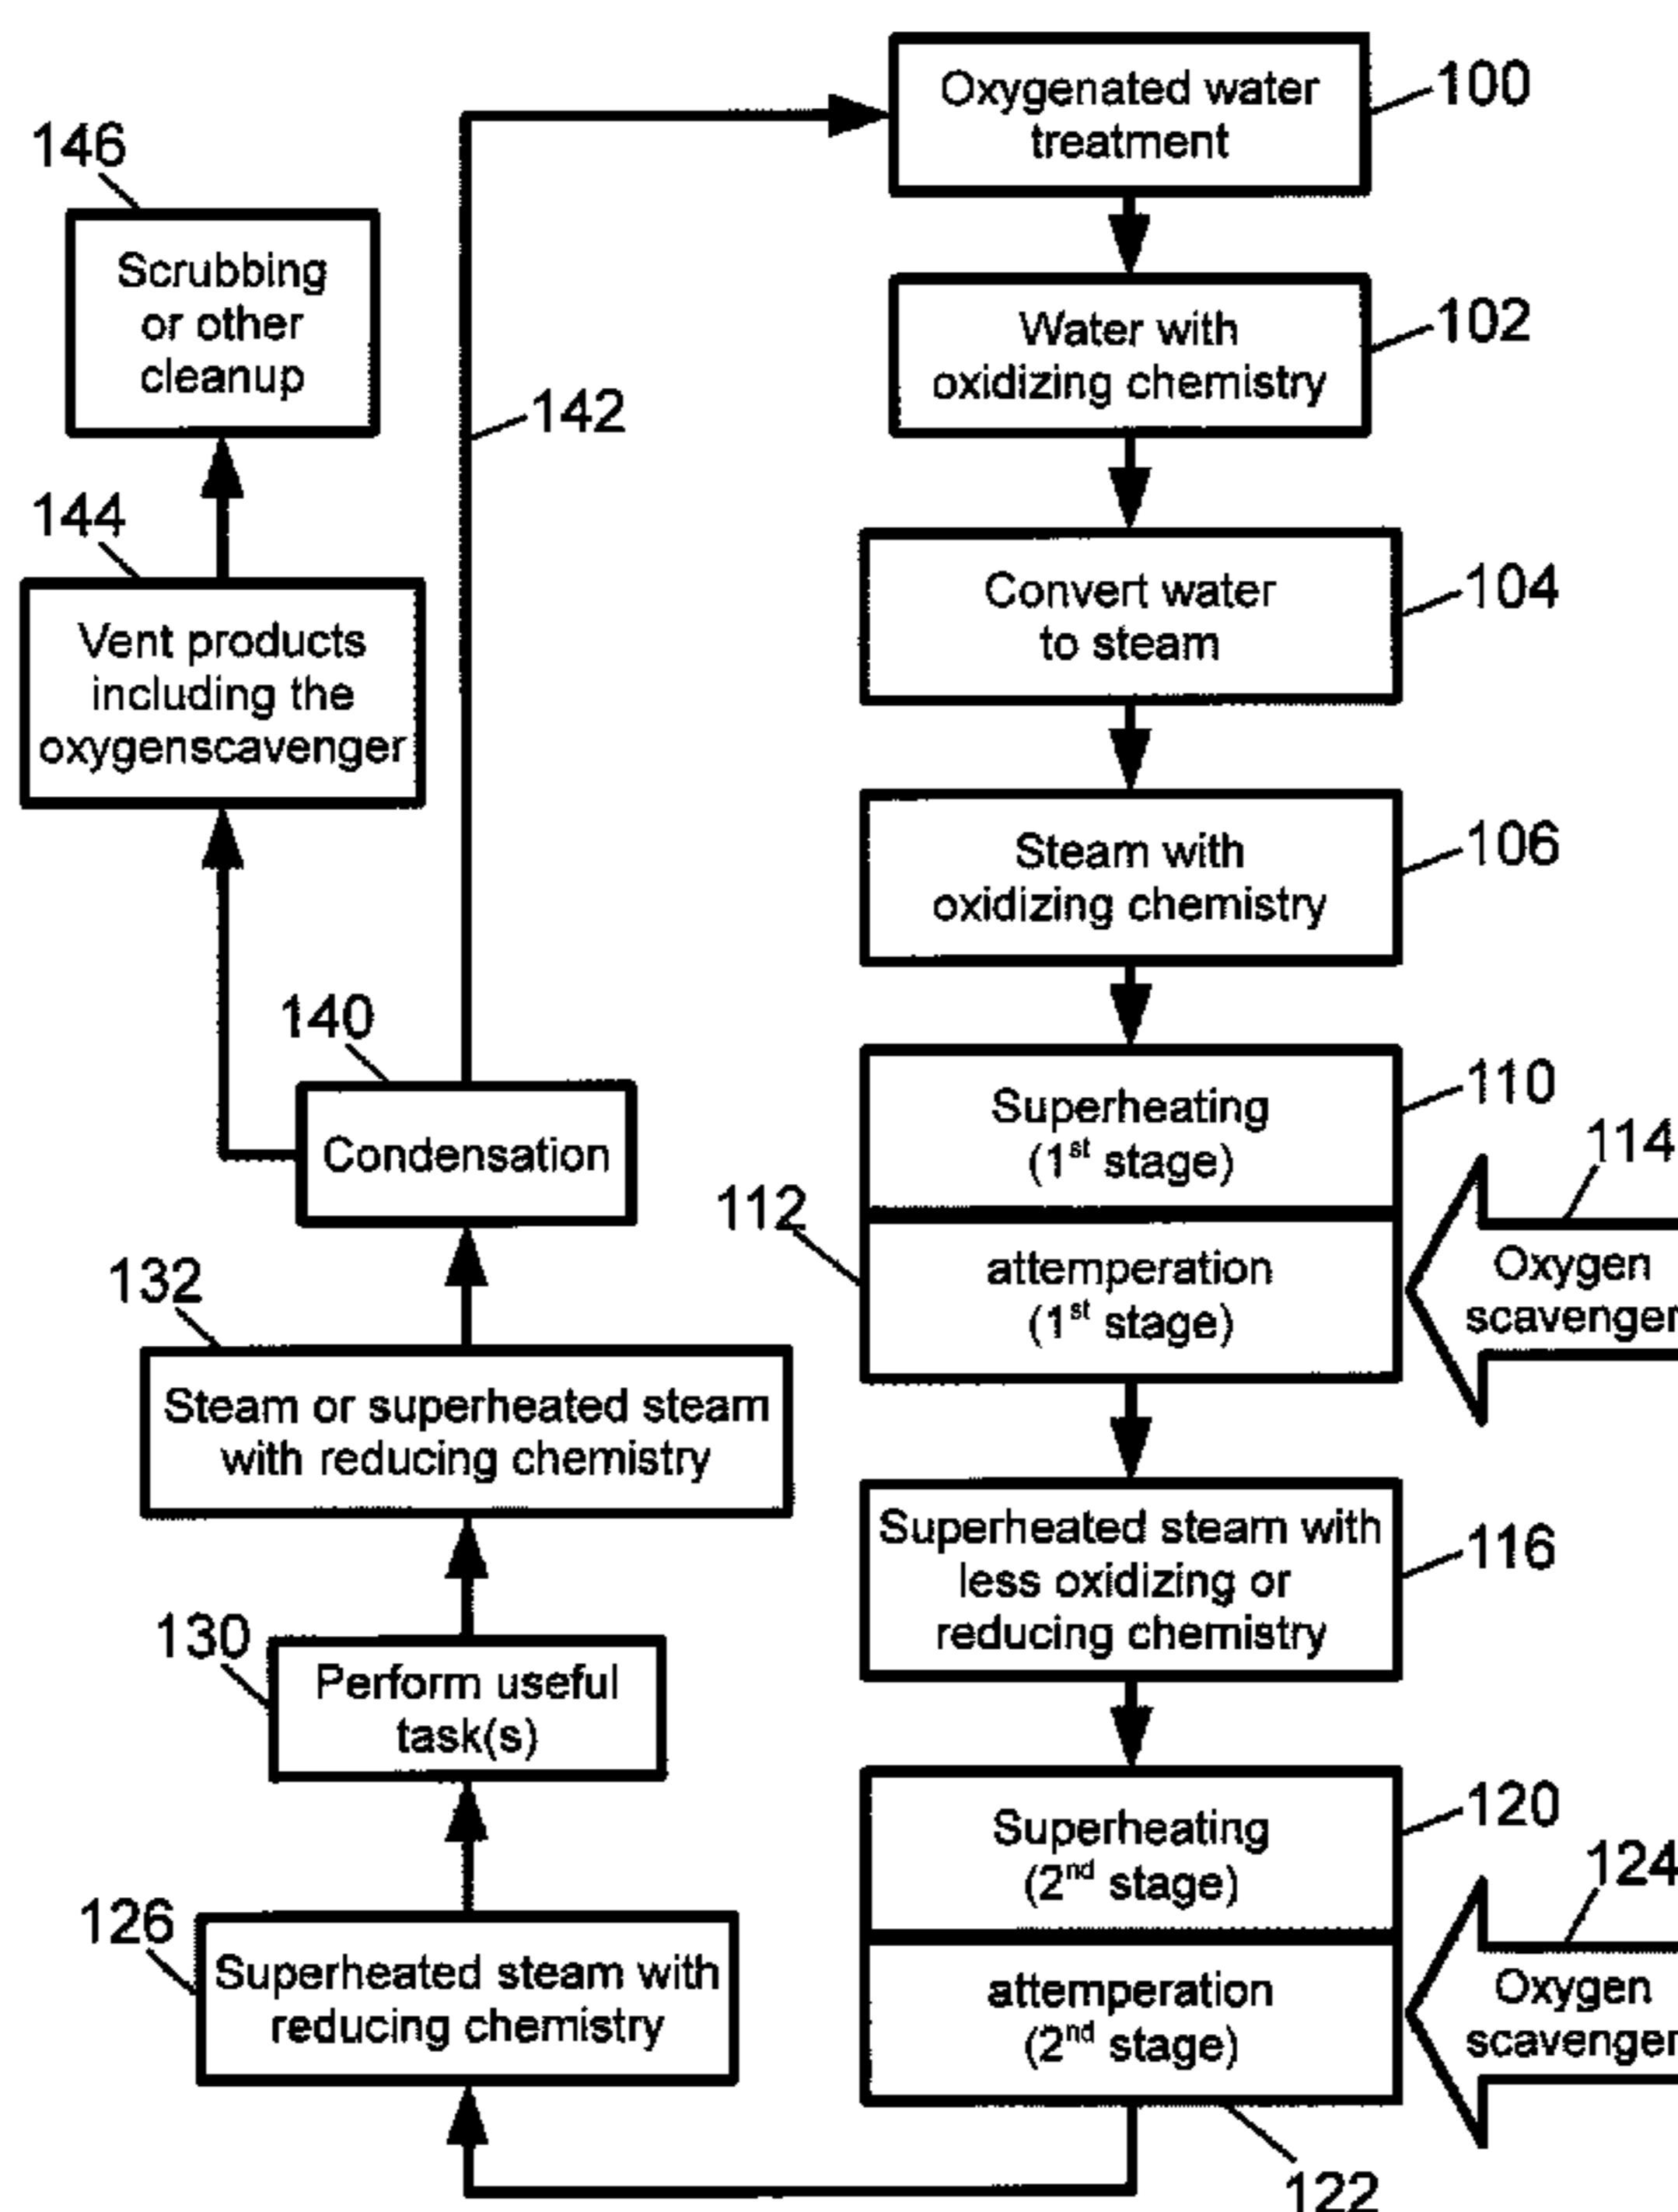 100
Oxygenated water
treatment
102
Water with
oxidizing chemistry
104
Convert water
to steam
106
Steam with
oxidizing chemistry
110
Superheating
(1st stage)
112
attemperation
(1st stage)
114
Oxygen
scavenger
116
Superheated steam with
less oxidizing or
reducing chemistry
120
Superheating
(2nd stage)
attemperation
(2nd stage)
122
124
Oxygen
scavenger
126
Superheated steam with
reducing chemistry
130
Perform useful
task(s)
132
Steam or superheated steam
with reducing chemistry
140
Condensation
142
144
Vent products
including the
oxygenscavenger
146
Scrubbing
or other
cleanup